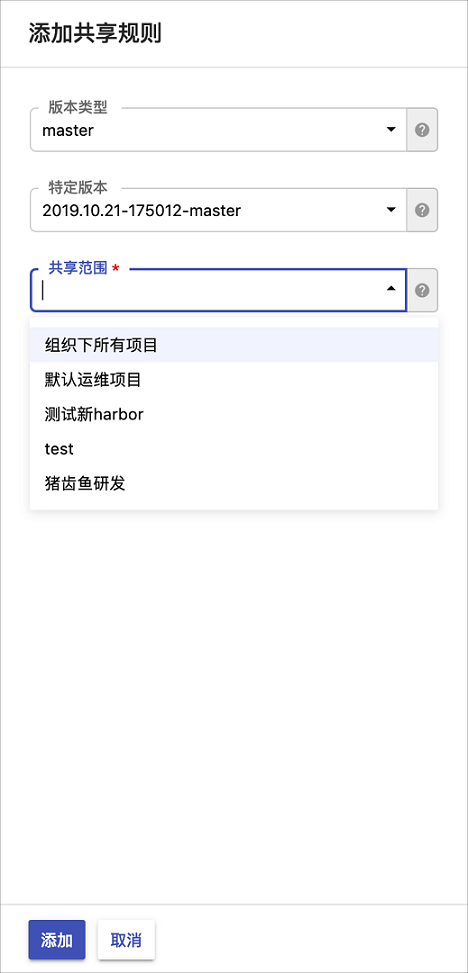 添加共享规则
版本类型
master
特定版本
2019.10.21-175012-master
共享范围 *
组织下所有项目
默认运维项目
测试新harbor
test
猪齿鱼研发
添加 取消